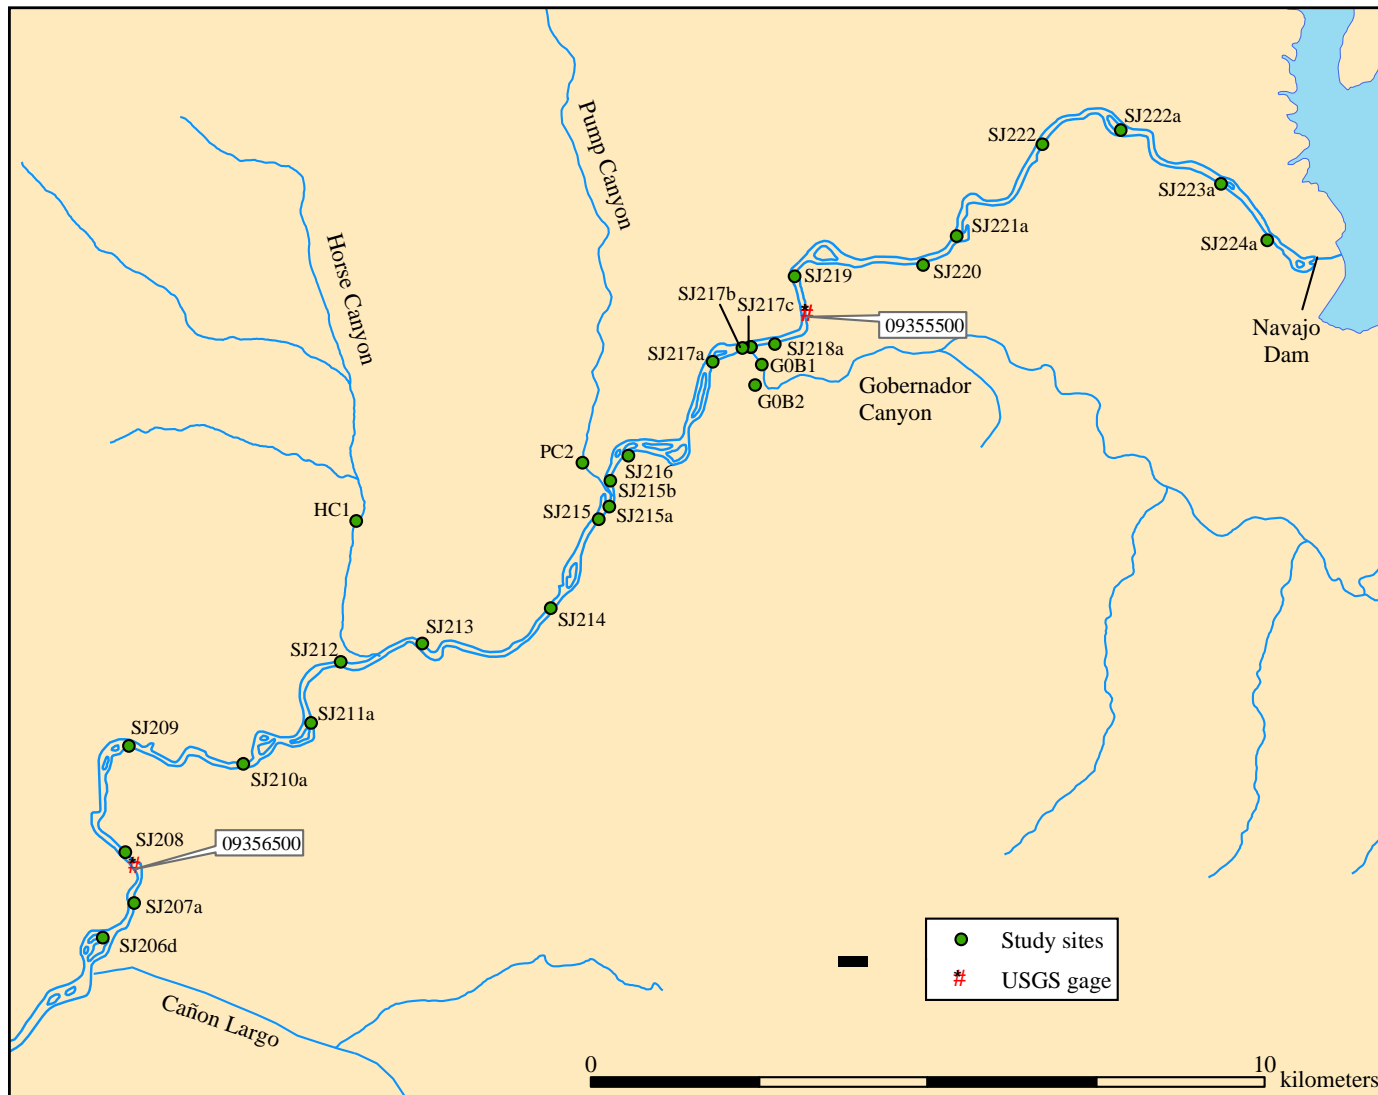 Pump Canyon
SJ222a
SJ222
SJ223a
Horse Canyon
SJ221a
SJ224a
SJ219
SJ220
SJ217b
SJ217c
09355500
Navajo
Dam
SJ217a
SJ218a
G0B1
G0B2
Gobernador
Canyon
PC2
SJ216
SJ215b
HC1
SJ215
SJ215a
SJ214
SJ213
SJ212
SJ211a
SJ209
SJ210a
SJ208
09356500
SJ207a
SJ206d
Cañon Largo
Study sites
*# USGS gage
0
10
kilometers